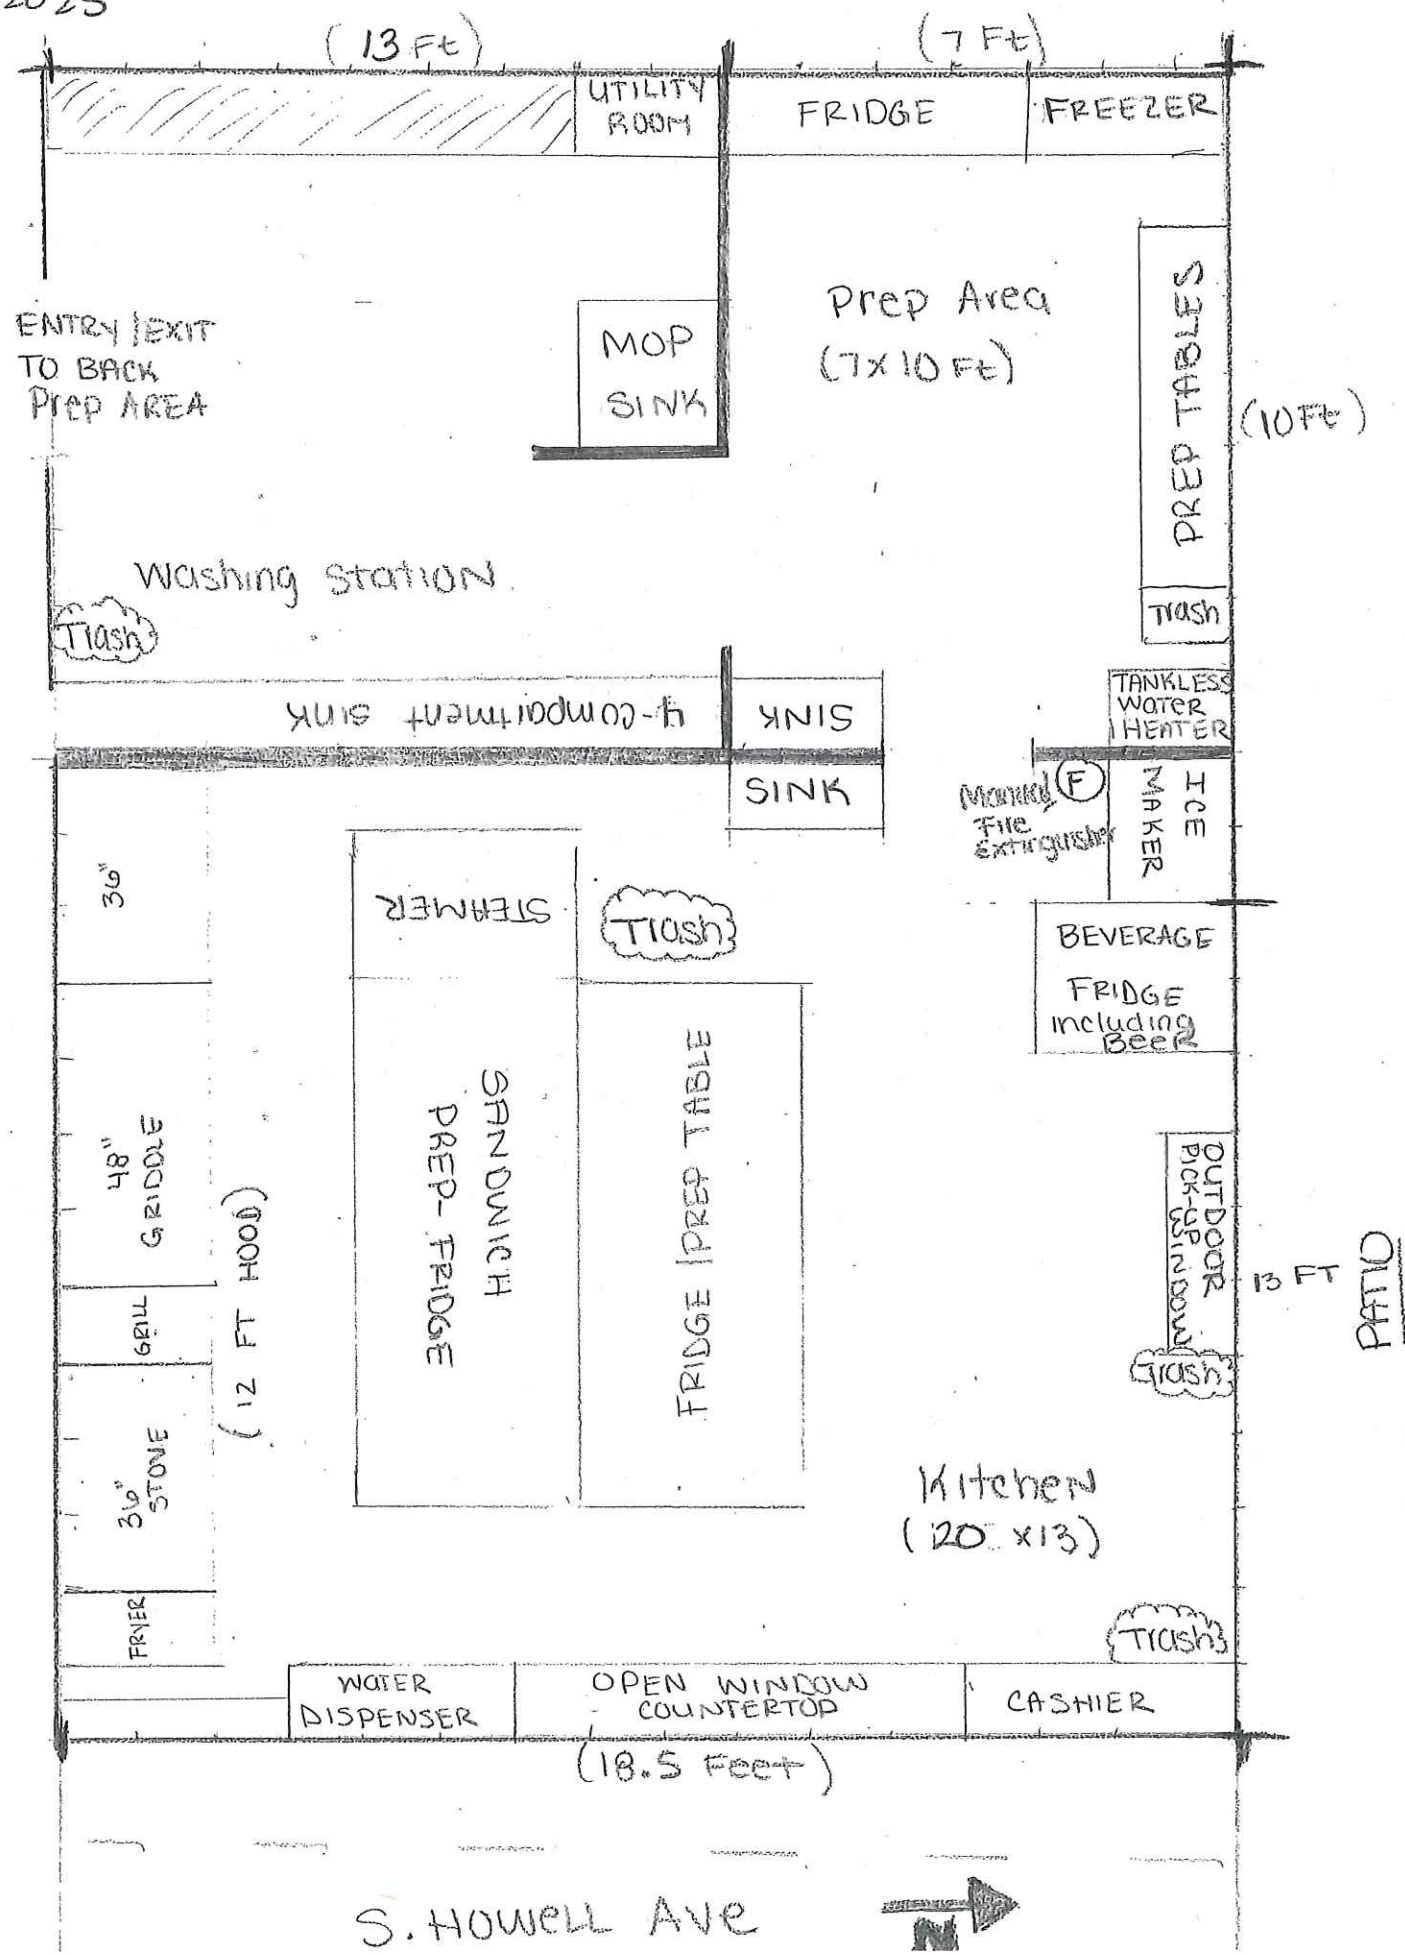 2025
(13 Ft)
(7 Ft)
UTILITY
ROOM
FRIDGE
FREEZER
ENTRY/EXIT
TO BACK
Prep AREA
MOP
SINK
Prep Area
(7x10 Ft)
PREP TABLES
(10Ft)
Washing Station
Trash
Trash
4-compartment sink
SINK
SINK
TANKLESS
WATER
HEATER
Manual
Fire
Extinguisher
F
ICE
MAKER
36"
STEAMER
Trash
BEVERAGE
FRIDGE
including
BeeR
48"
GRIDDLE
(12 FT HOOD)
SANDWICH
PREP-FRIDGE
FRIDGE/PREP TABLE
OUTDOOR
PICK-UP
WINDOW
13 FT
PATIO
GRILL
Trash
36"
STOVE
Kitchen
(20 x13)
FRYER
Trash
WATER
DISPENSER
OPEN WINDOW
COUNTERTOP
CASHIER
(18.5 Feet)
S. HOWELL AVE
N